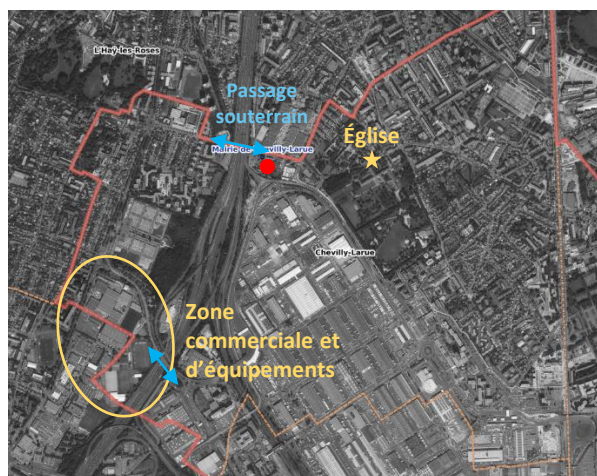 L'Haÿ-les-Roses
Passage
souterrain
Mairie de Chevilly-Larue
Église
Chevilly-Larue
Zone
commerciale et
d'équipements